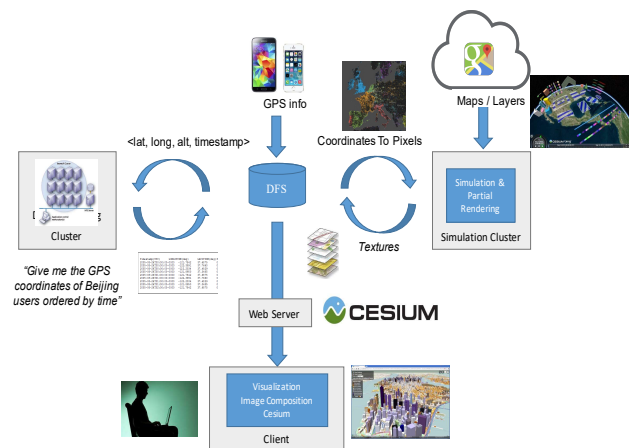 GPS info
Maps / Layers
<lat, long, alt, timestamp>
Coordinates To Pixels
DFS
Cluster
Simulation &
Partial
Rendering
Simulation Cluster
Textures
“Give me the GPS
coordinates of Beijing
users ordered by time”
Web Server
CESIUM
Visualization
Image Composition
Cesium
Client